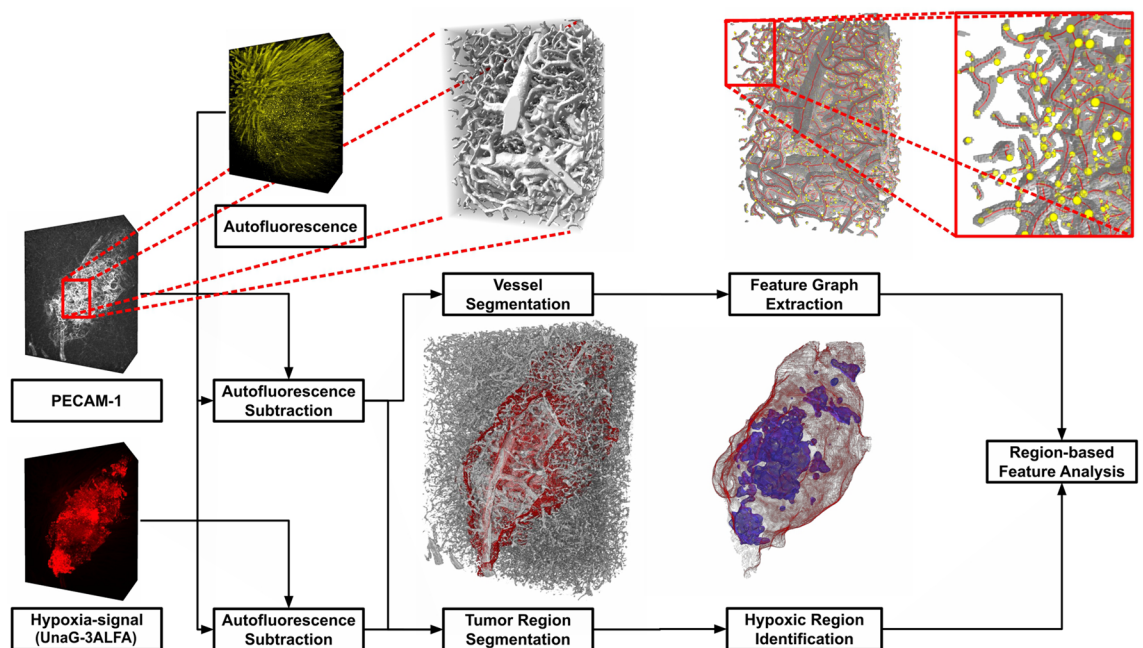 Autofluorescence
Vessel
Segmentation
Feature Graph
Extraction
PECAM-1
Autofluorescence
Subtraction
Region-based
Feature Analysis
Hypoxia-signal
(UnaG-3ALFA)
Autofluorescence
Subtraction
Tumor Region
Segmentation
Hypoxic Region
Identification